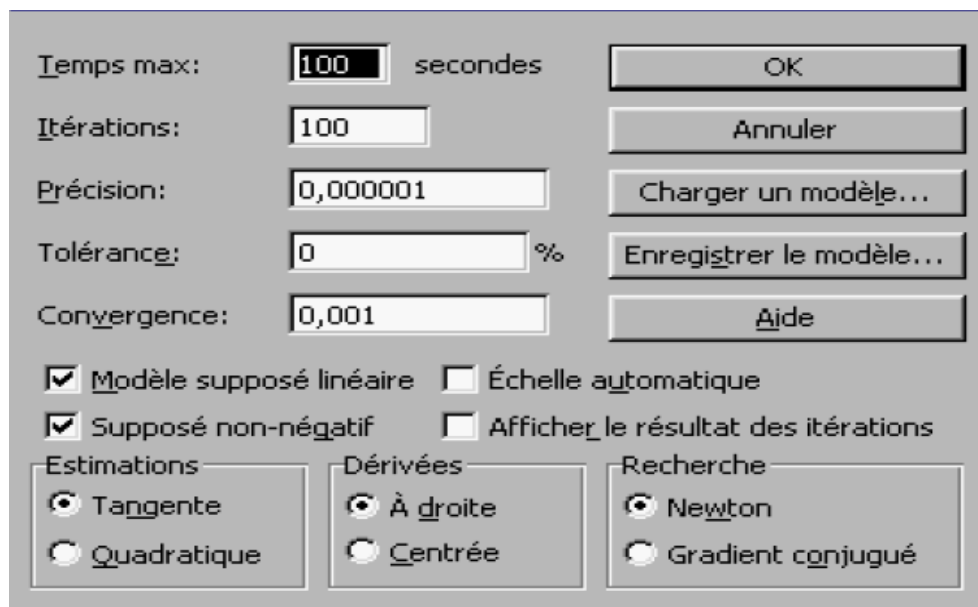 Temps max: 100 secondes OK
Itérations: 100 Annuler
Précision: 0,000001 Charger un modèle...
Tolérance: 0 % Enregistrer le modèle...
Convergence: 0,001 Aide
Modèle supposé linéaire Échelle automatique
Supposé non-négatif Afficher le résultat des itérations
Estimations Dérivées Recherche
Tangente À droite Newton
Quadratique Centrée Gradient conjugué